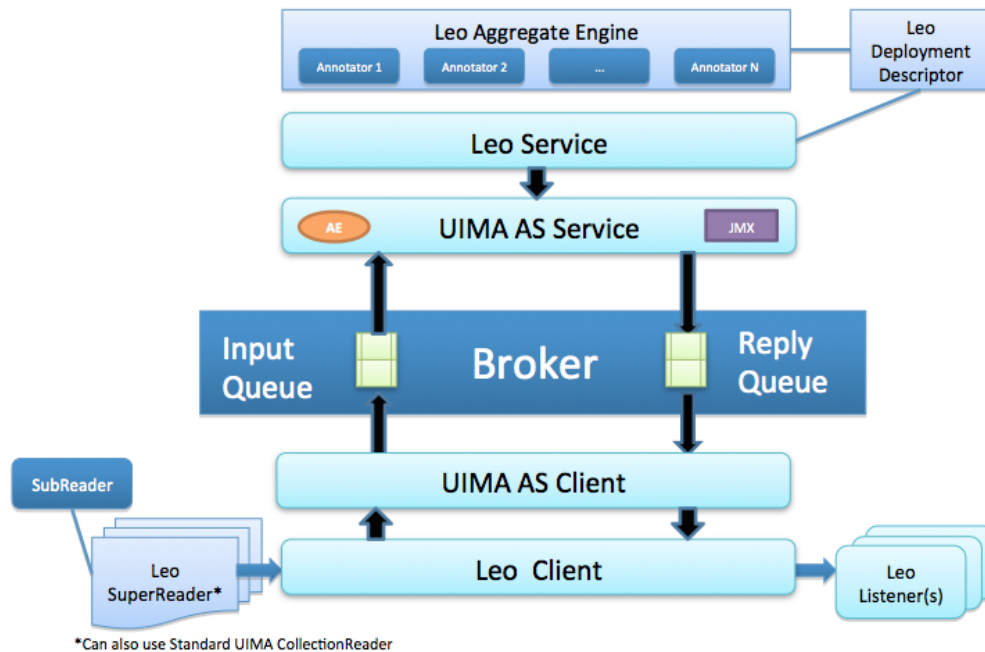 Leo Aggregate Engine
Annotator 1
Annotator 2
...
Annotator N
Leo
Deployment
Descriptor
Leo Service
AE
UIMA AS Service
JMX
Input
Queue
Broker
Reply
Queue
UIMA AS Client
SubReader
Leo
SuperReader*
Leo Client
Leo
Listener(s)
*Can also use Standard UIMA CollectionReader